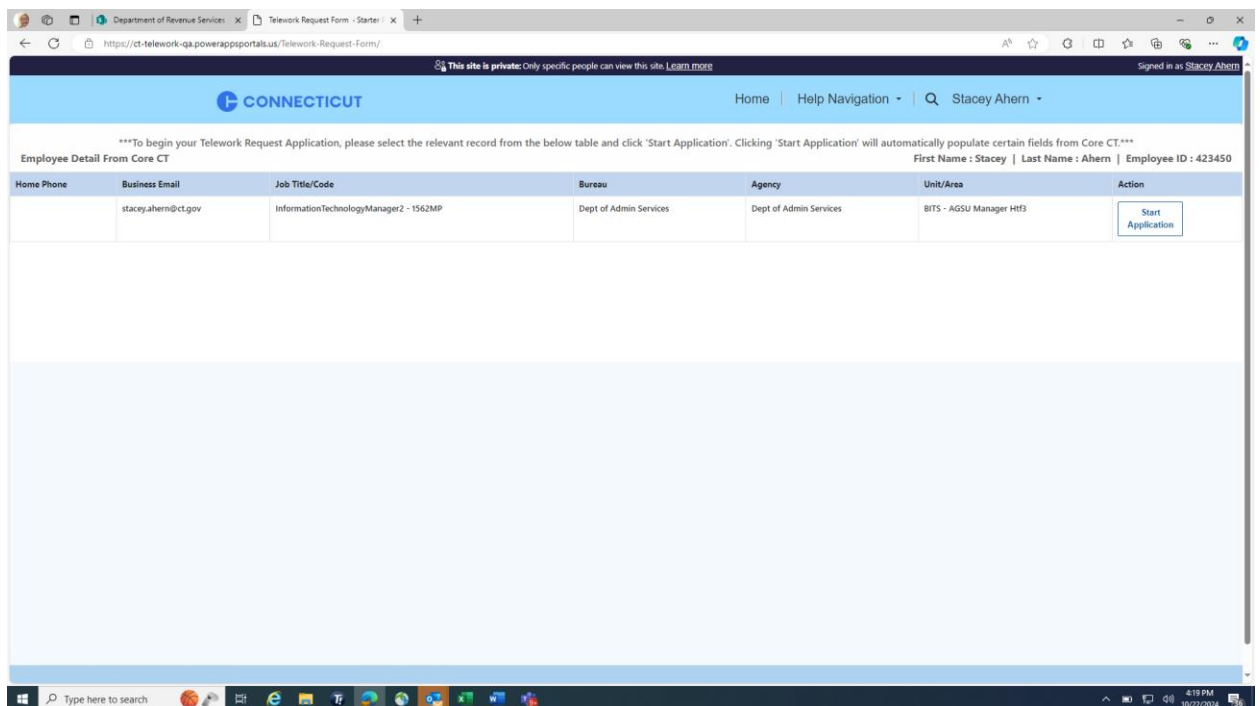 Department of Revenue Services
Telework Request Form - Starter
https://ct-telework-qa.powerappsportals.us/Telework-Request-Form/
This site is private: Only specific people can view this site. Learn more
Signed in as Stacey Ahern
CONNECTICUT
Home | Help Navigation
Stacey Ahern
***To begin your Telework Request Application, please select the relevant record from the below table and click 'Start Application'. Clicking 'Start Application' will automatically populate certain fields from Core CT.***
Employee Detail From Core CT
First Name : Stacey | Last Name : Ahern | Employee ID : 423450
Home Phone Business Email Job Title/Code Bureau Agency Unit/Area Action
stacey.ahern@ct.gov InformationTechnologyManager2 - 1562MP Dept of Admin Services Dept of Admin Services BITS - AGSU Manager Htf3 Start
Application
Type here to search
4:19 PM
10/22/2024